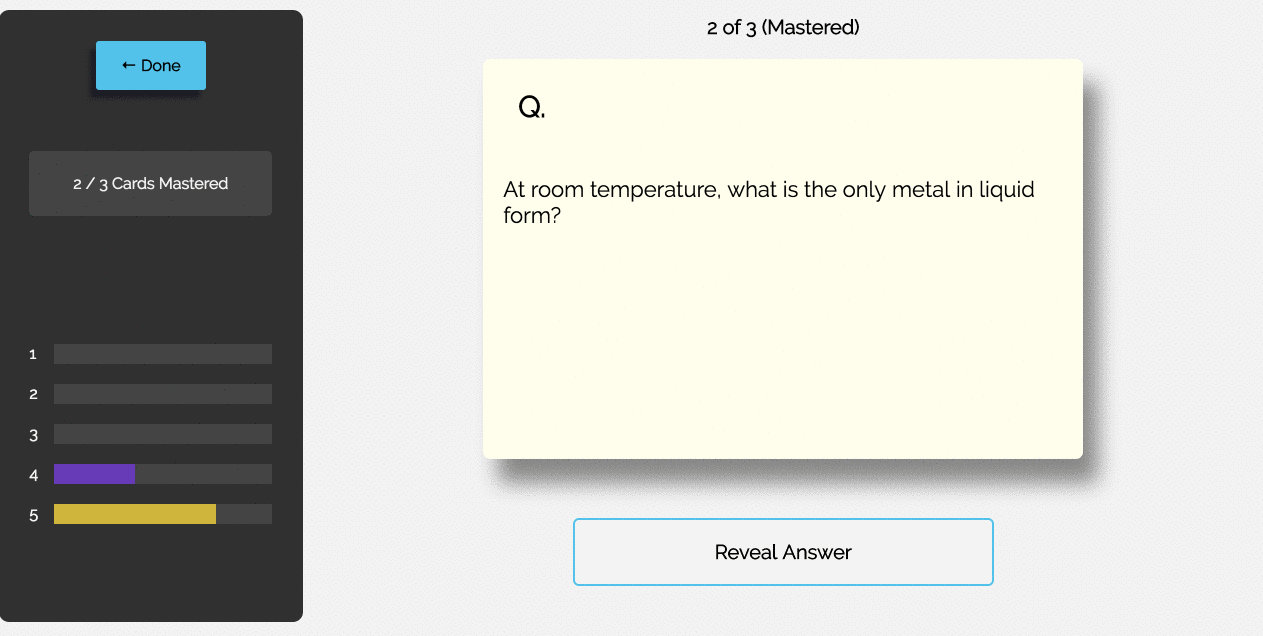 ← Done
2 / 3 Cards Mastered
1
2
3
4
5
2 of 3 (Mastered)
Q.
At room temperature, what is the only metal in liquid
form?
Reveal Answer